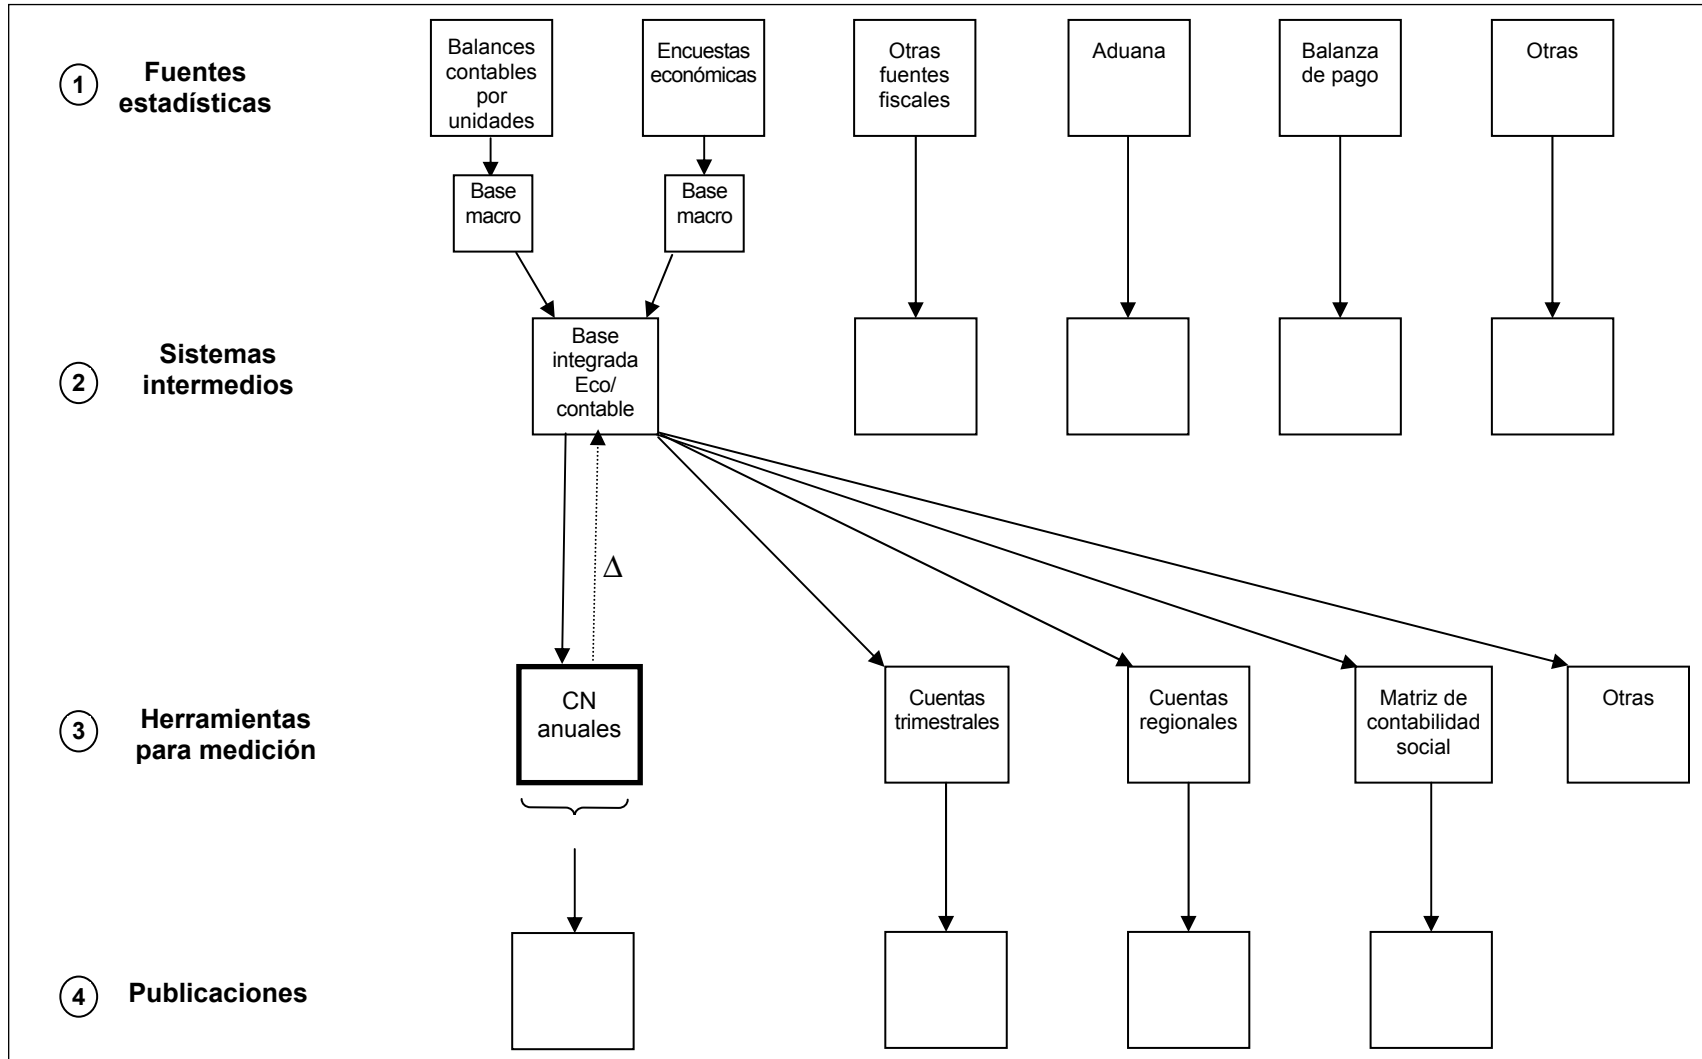 1
Fuentes
estadísticas
Balances
contables
por
unidades
Encuestas
económicas
Otras
fuentes
fiscales
Aduana
Balanza
de pago
Otras
Base
macro
Base
macro
2
Sistemas
intermedios
Base
integrada
Eco/
contable
Δ
3
Herramientas
para medición
CN
anuales
Cuentas
trimestrales
Cuentas
regionales
Matriz de
contabilidad
social
Otras
4
Publicaciones